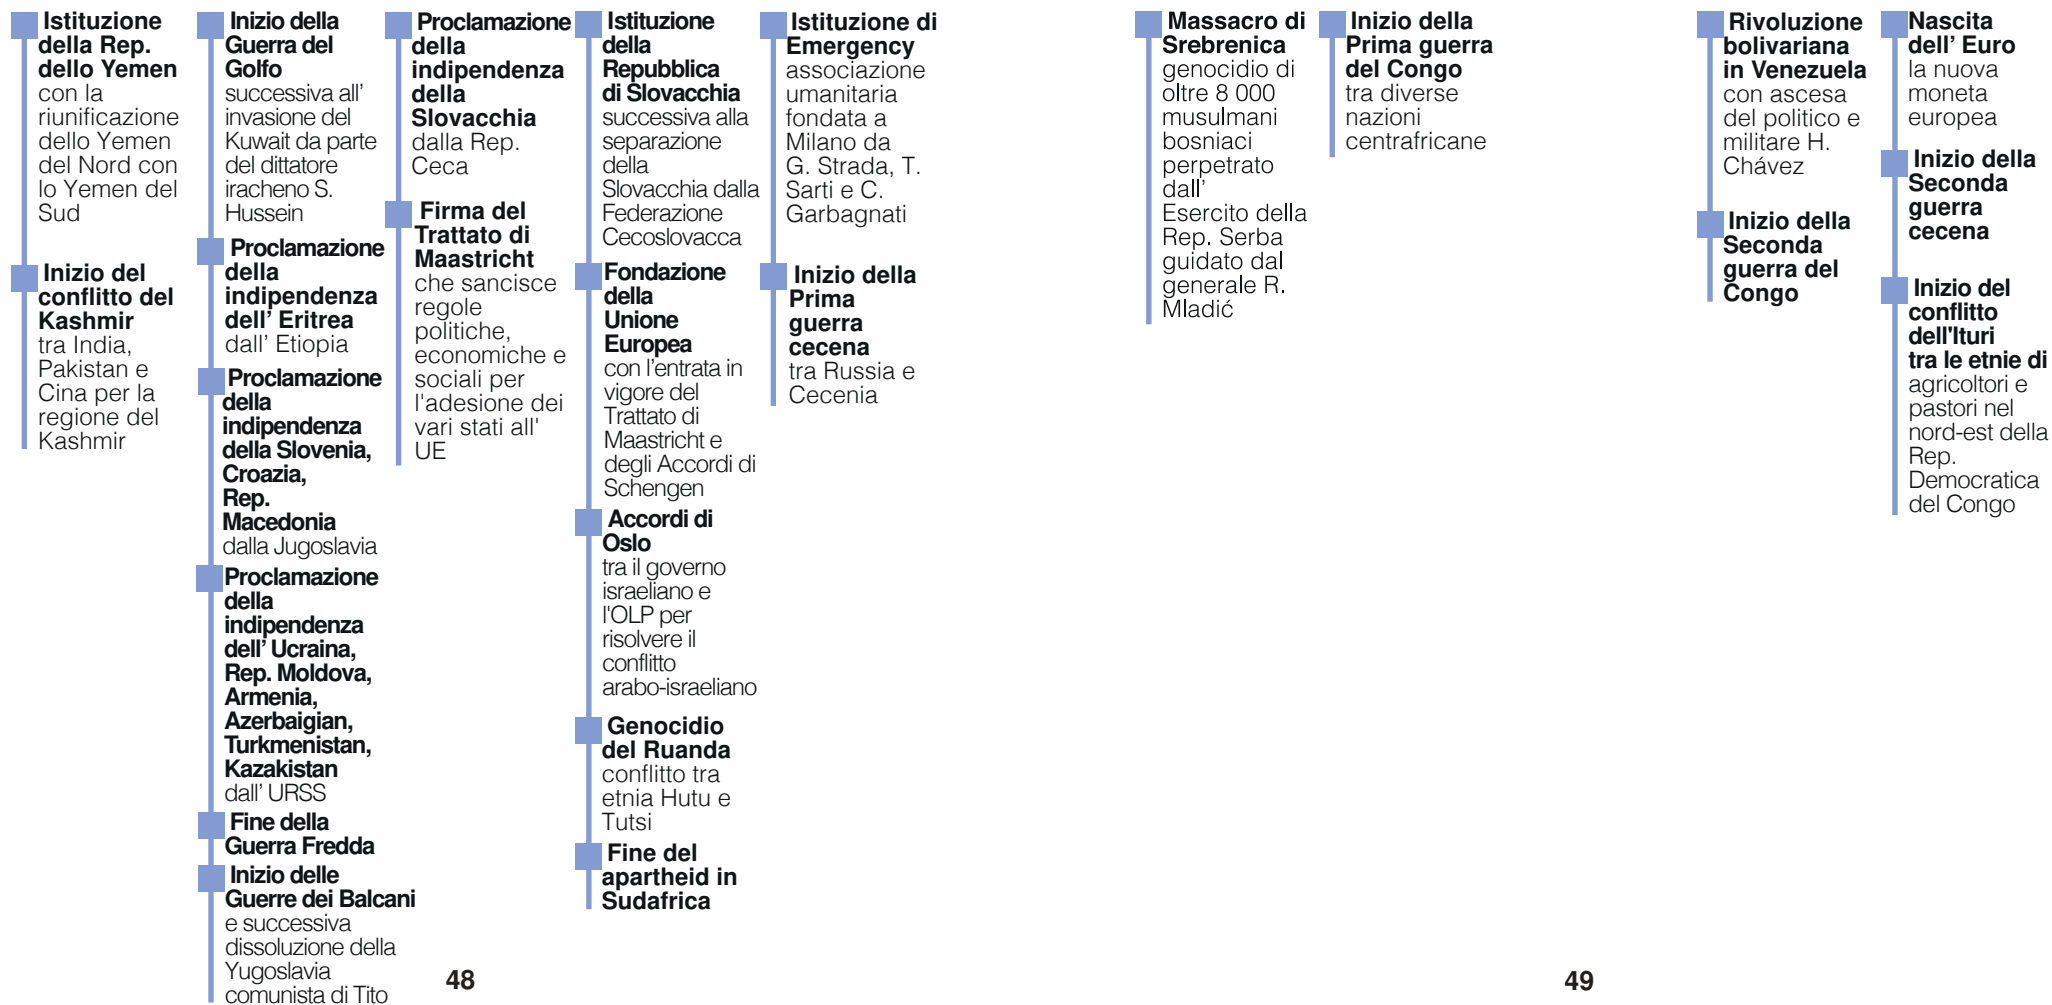 Istituzione
della Rep.
dello Yemen
con la
riunificazione
dello Yemen
del Nord con
lo Yemen del
Sud
Inizio del
conflitto del
Kashmir
tra India,
Pakistan e
Cina per la
regione del
Kashmir
Inizio della
Guerra del
Golfo
successiva all’
invasione del
Kuwait da parte
del dittatore
iracheno S.
Hussein
Proclamazione
della
indipendenza
dell’ Eritrea
dall’ Etiopia
Proclamazione
della
indipendenza
della Slovenia,
Croazia,
Rep.
Macedonia
dalla Jugoslavia
Proclamazione
della
indipendenza
dell’ Ucraina,
Rep. Moldova,
Armenia,
Azerbaigian,
Turkmenistan,
Kazakistan
dall’ URSS
Fine della
Guerra Fredda
Inizio delle
Guerre dei Balcani
e successiva
dissoluzione della
Yugoslavia
comunista di Tito
Proclamazione
della
indipendenza
della
Slovacchia
dalla Rep.
Ceca
Firma del
Trattato di
Maastricht
che sancisce
regole
politiche,
economiche e
sociali per
l'adesione dei
vari stati all'
UE
Istituzione
della
Repubblica
di Slovacchia
successiva alla
separazione
della
Slovacchia dalla
Federazione
Cecoslovacca
Fondazione
della
Unione
Europea
con l’entrata in
vigore del
Trattato di
Maastricht e
degli Accordi di
Schengen
Accordi di
Oslo
tra il governo
israeliano e
l'OLP per
risolvere il
conflitto
arabo-israeliano
Genocidio
del Ruanda
conflitto tra
etnia Hutu e
Tutsi
Fine del
apartheid in
Sudafrica
Istituzione di
Emergency
associazione
umanitaria
fondata a
Milano da
G. Strada, T.
Sarti e C.
Garbagnati
Inizio della
Prima
guerra
cecena
tra Russia e
Cecenia
48
Massacro di
Srebrenica
genocidio di
oltre 8 000
musulmani
bosniaci
perpetrato
dall’
Esercito della
Rep. Serba
guidato dal
generale R.
Mladić
Inizio della
Prima guerra
del Congo
tra diverse
nazioni
centrafricane
Rivoluzione
bolivariana
in Venezuela
con ascesa
del politico e
militare H.
Chávez
Inizio della
Seconda
guerra del
Congo
Nascita
dell’ Euro
la nuova
moneta
europea
Inizio della
Seconda
guerra
cecena
Inizio del
conflitto
dell'Ituri
tra le etnie di
agricoltori e
pastori nel
nord-est della
Rep.
Democratica
del Congo
49